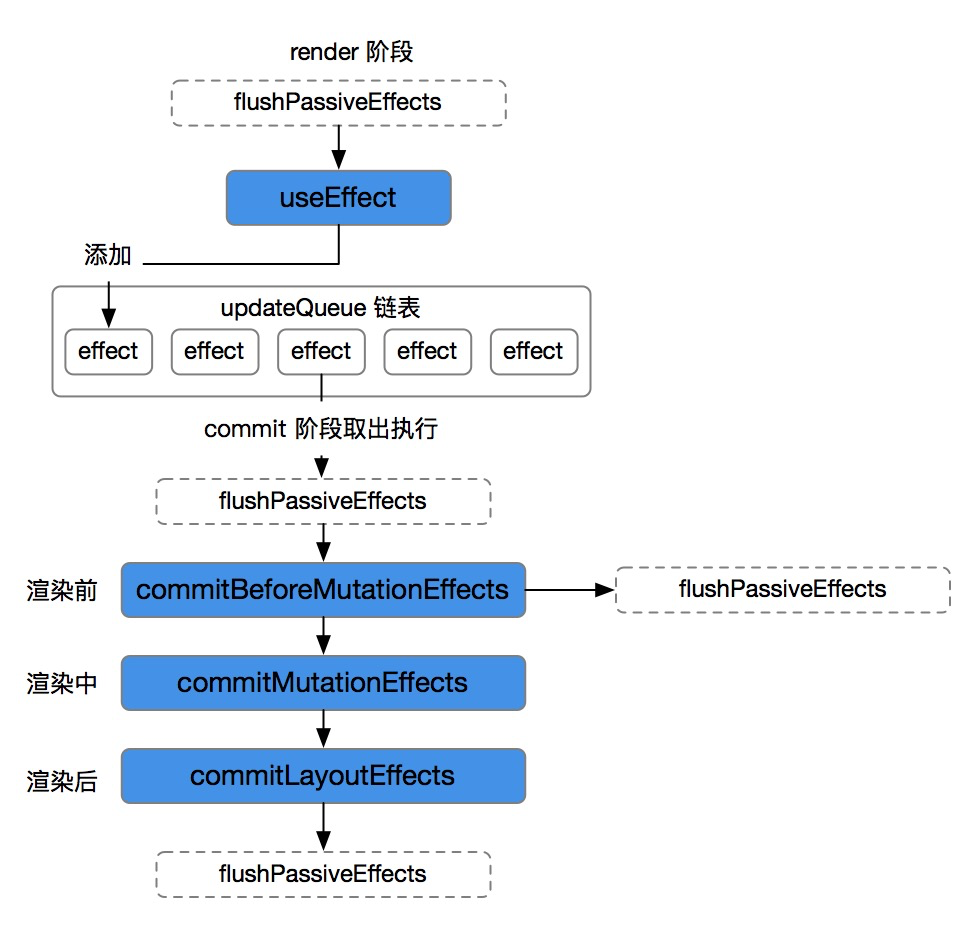 render 阶段
flushPassiveEffects
useEffect
添加
updateQueue 链表
effect effect effect effect effect
commit 阶段取出执行
flushPassiveEffects
渲染前 commitBeforeMutationEffects flushPassiveEffects
渲染中 commitMutationEffects
渲染后 commitLayoutEffects
flushPassiveEffects